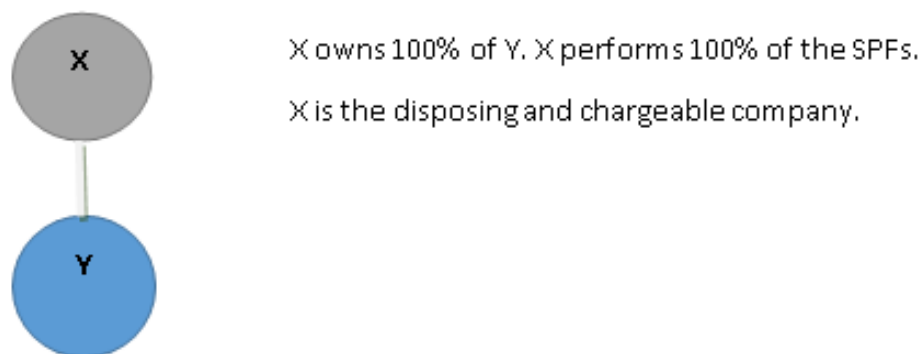 X
X owns 100% of Y. X performs 100% of the SPFs.
X is the disposing and chargeable company.
Y